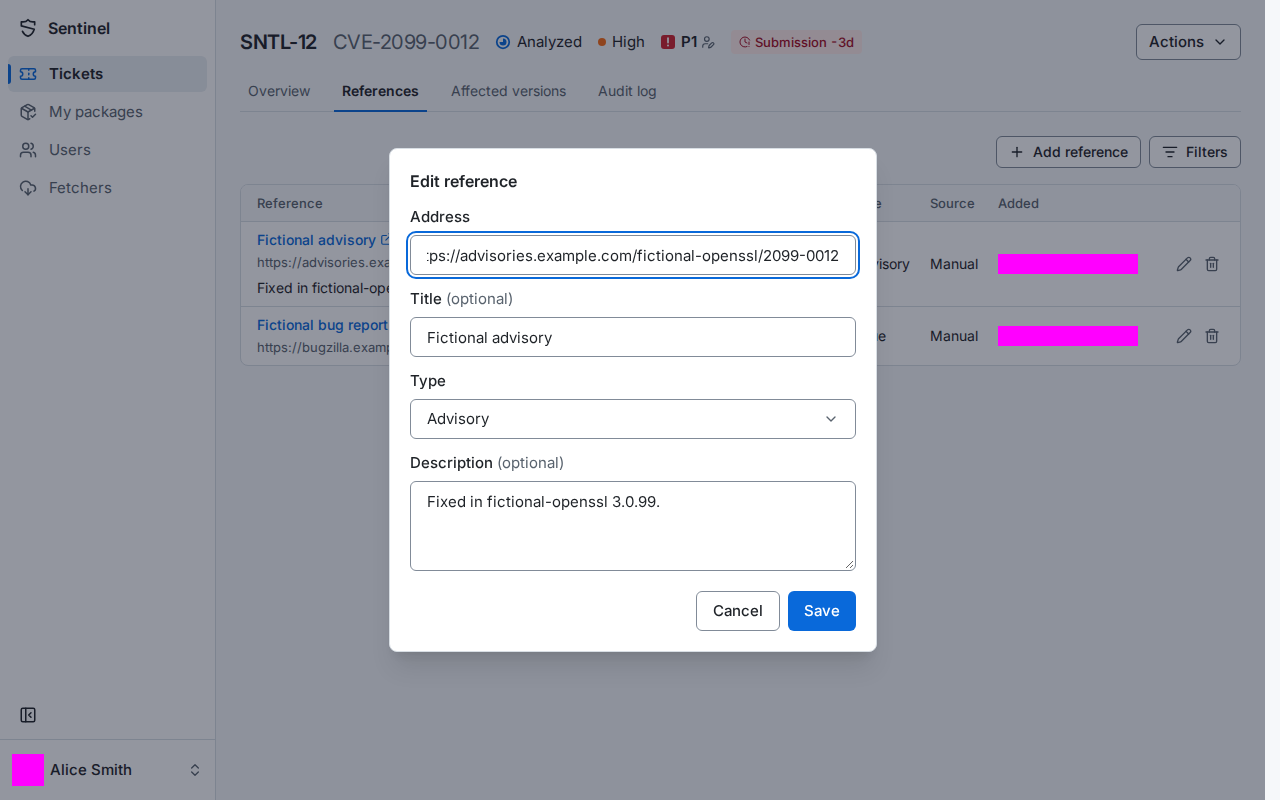 Sentinel
Tickets
My packages
Users
Fetchers
Alice Smith
SNTL-12 CVE-2099-0012 Analyzed High P1 Submission -3d
Actions
Overview References Affected versions Audit log
Add reference Filters
Reference Source Added
Fictional advisory
https://advisories.exa
Fixed in fictional-ope
Manual
Fictional bug report
https://bugzilla.examp
Manual
Edit reference
Address
tps://advisories.example.com/fictional-openssl/2099-0012
Title (optional)
Fictional advisory
Type
Advisory
Description (optional)
Fixed in fictional-openssl 3.0.99.
Cancel Save